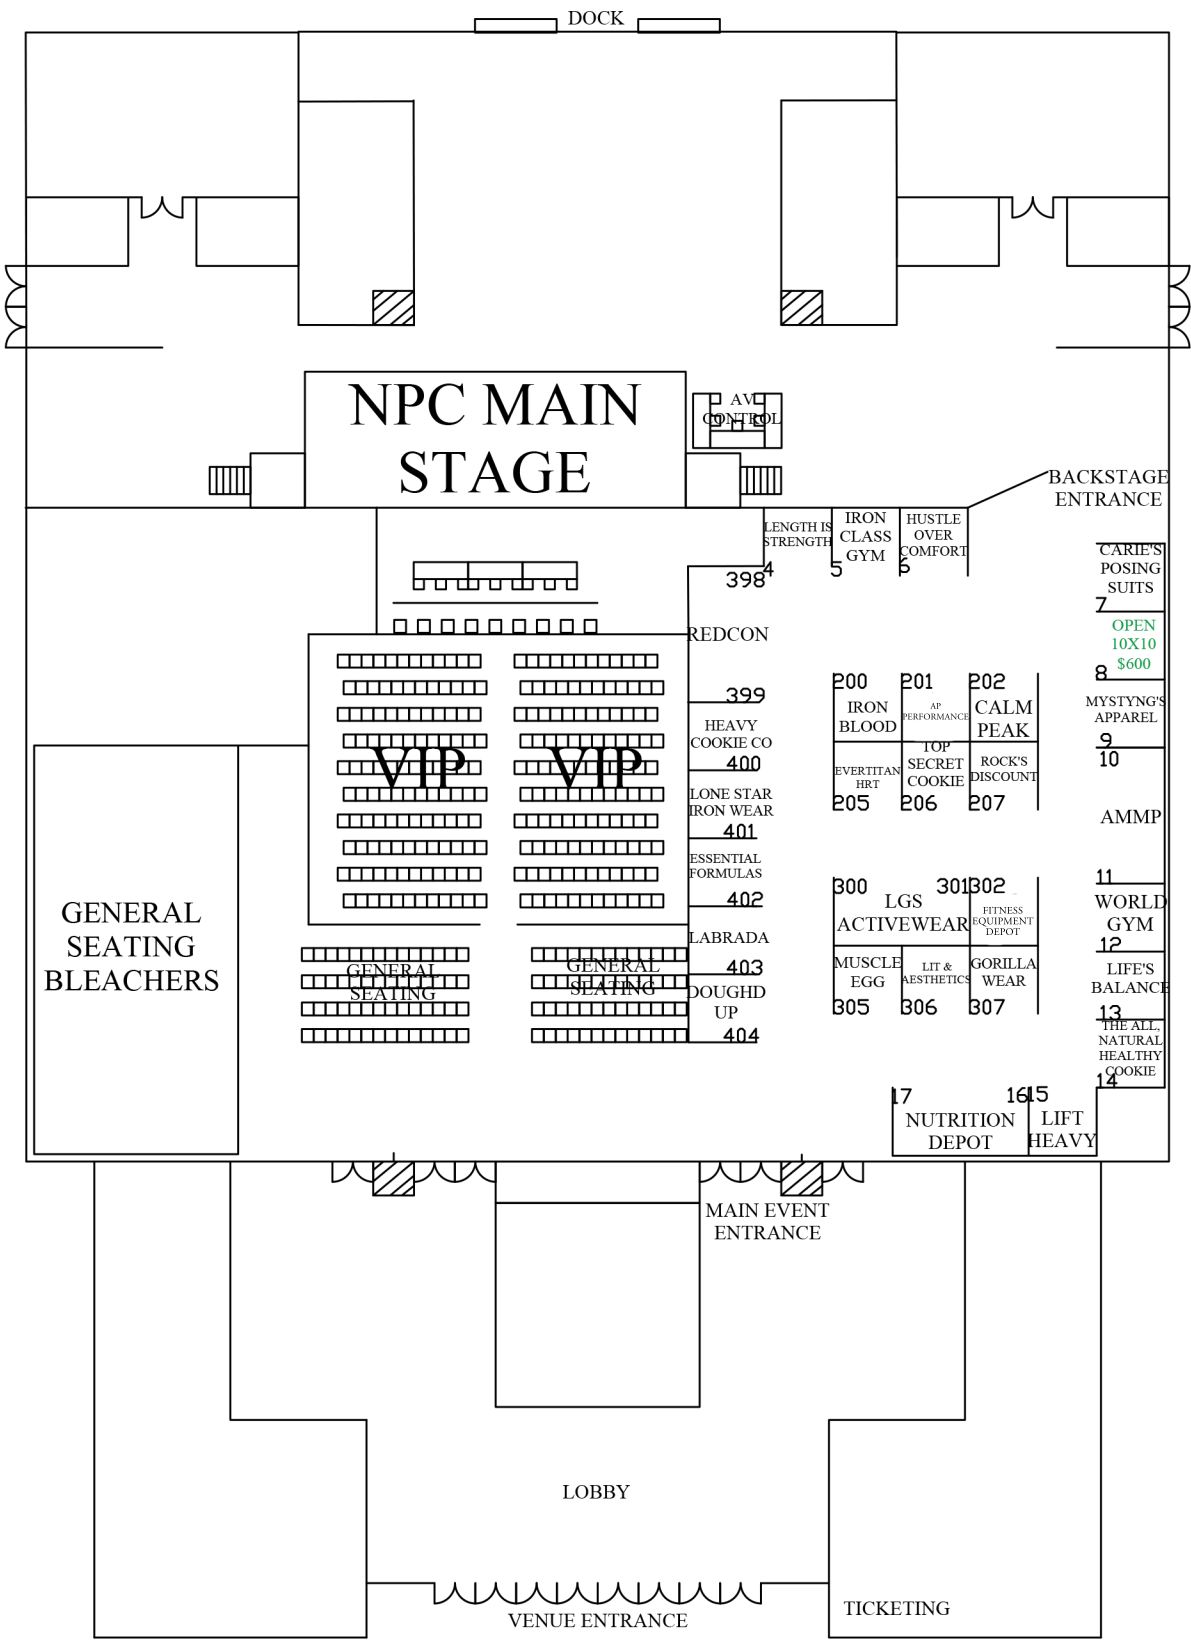 DOCK
NPC MAIN
STAGE
AV
CONTROL
BACKSTAGE
ENTRANCE
LENGTH IS
STRENGTH
4
IRON
CLASS
GYM
5
HUSTLE
OVER
COMFORT
6
CARIE'S
POSING
SUITS
7
OPEN
10X10
$600
8
MYSTYNG'S
APPAREL
9
10
AMMP
11
WORLD
GYM
12
LIFE'S
BALANCE
13
THE ALL,
NATURAL
HEALTHY
COOKIE
14
398
REDCON
399
HEAVY
COOKIE CO
400
LONE STAR
IRON WEAR
401
ESSENTIAL
FORMULAS
402
LABRADA
403
DOUGHD
UP
404
200
IRON
BLOOD
201
AP
PERFORMANCE
202
CALM
PEAK
EVERTITAN
HRT
205
TOP
SECRET
COOKIE
206
ROCK'S
DISCOUNT
207
300
301
LGS
ACTIVEWEAR
302
FITNESS
EQUIPMENT
DEPOT
MUSCLE
EGG
305
LIT &
AESTHETICS
306
GORILLA
WEAR
307
17
16
NUTRITION
DEPOT
15
LIFT
HEAVY
VIP
VIP
GENERAL
SEATING
BLEACHERS
GENERAL
SEATING
GENERAL
SEATING
MAIN EVENT
ENTRANCE
LOBBY
VENUE ENTRANCE
TICKETING